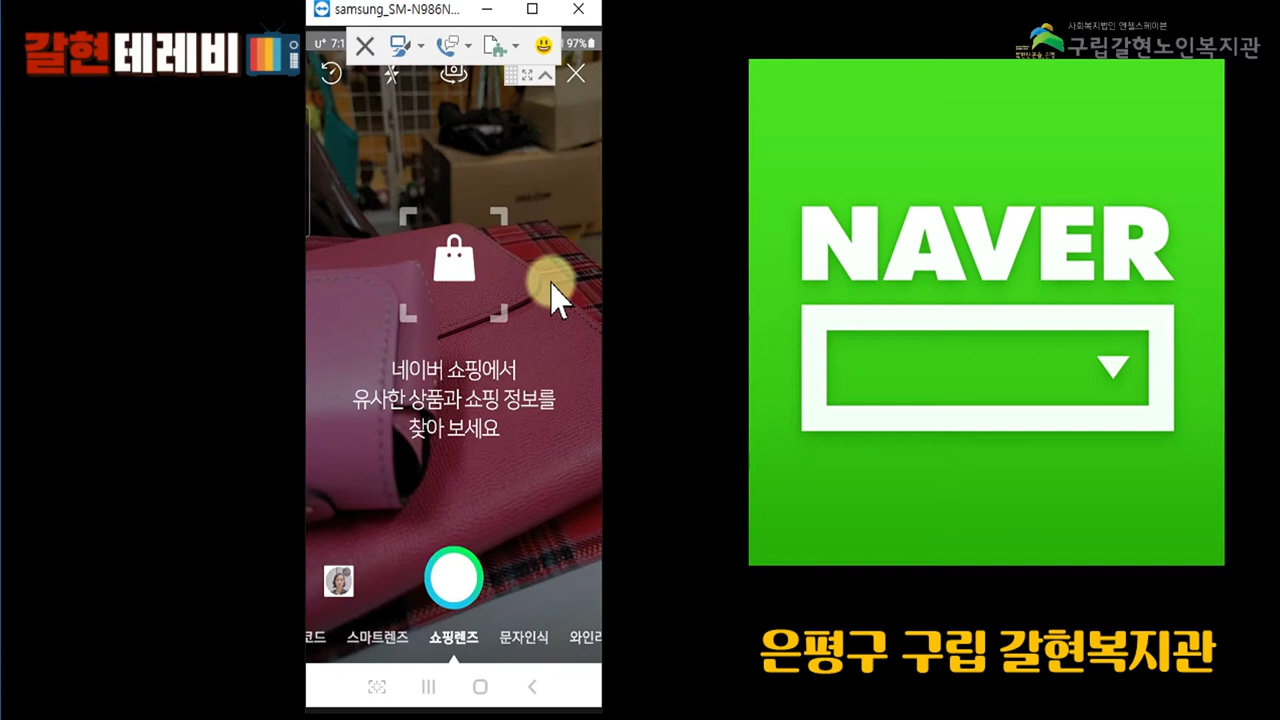 samsung_SM-N986N...
갈현테레비
U+ 7:1
97%
사회복지법인 엔젤스헤이븐
구립갈현노인복지관
NAVER
네이버 쇼핑에서
유사한 상품과 쇼핑 정보를
찾아 보세요
코드 스마트렌즈 쇼핑렌즈 문자인식 와인라
은평구 구립 갈현복지관